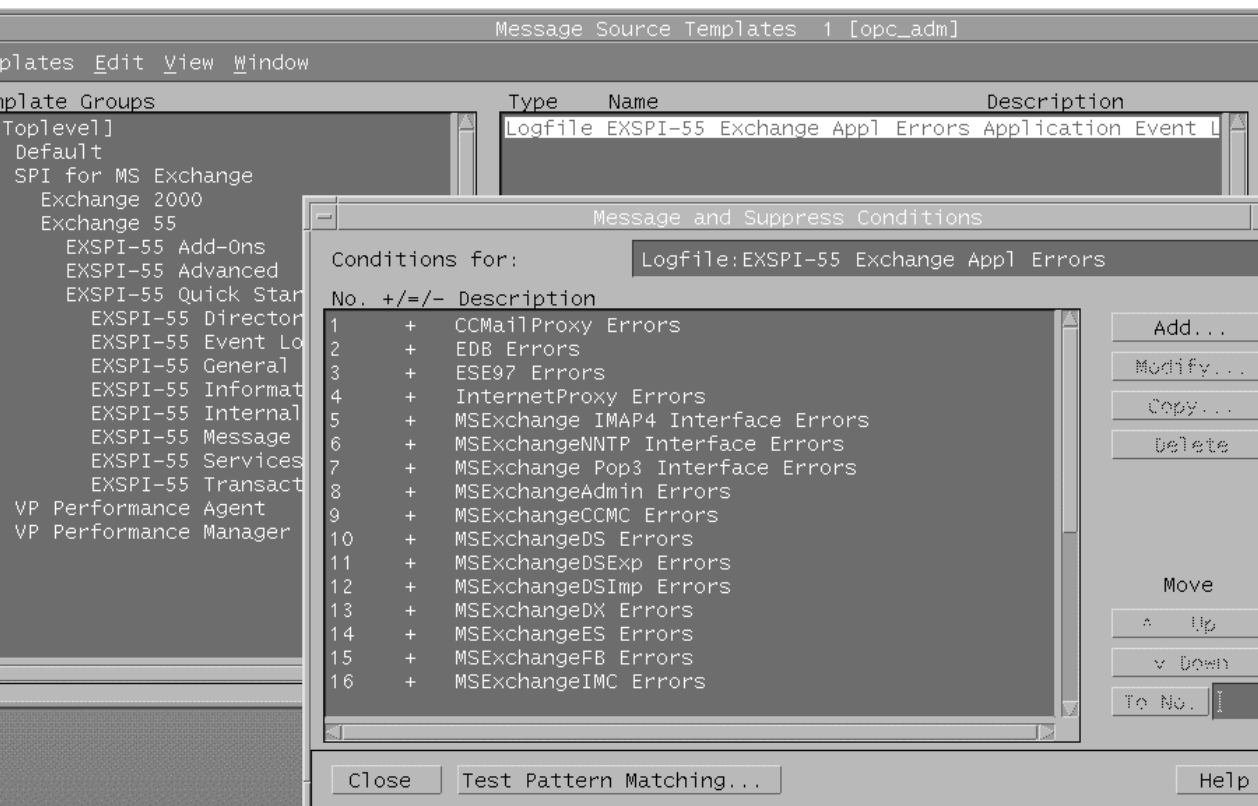 Message Source Templates 1 [opc_adm]
plates Edit View Window
mplate Groups
Type Name Description
Toplevel]
Logfile EXSPI-55 Exchange Appl Errors Application Event L
Default
SPI for MS Exchange
Exchange 2000
Exchange 55
EXSPI-55 Add-Ons
EXSPI-55 Advanced
EXSPI-55 Quick Star
EXSPI-55 Director
EXSPI-55 Event Lo
EXSPI-55 General
EXSPI-55 Informat
EXSPI-55 Internal
EXSPI-55 Message
EXSPI-55 Services
EXSPI-55 Transact
VP Performance Agent
VP Performance Manager
Message and Suppress Conditions
Conditions for: Logfile:EXSPI-55 Exchange Appl Errors
No. +/=/- Description
1 + CCMailProxy Errors
2 + EDB Errors
3 + ESE97 Errors
4 + InternetProxy Errors
5 + MSExchange IMAP4 Interface Errors
6 + MSExchangeNNTP Interface Errors
7 + MSExchange Pop3 Interface Errors
8 + MSExchangeAdmin Errors
9 + MSExchangeCCMC Errors
10 + MSExchangeDS Errors
11 + MSExchangeDSExp Errors
12 + MSExchangeDSImp Errors
13 + MSExchangeDX Errors
14 + MSExchangeES Errors
15 + MSExchangeFB Errors
16 + MSExchangeIMC Errors
Add...
Modify...
Copy...
Delete
Move
^ Up
v Down
To No.
Close
Test Pattern Matching...
Help